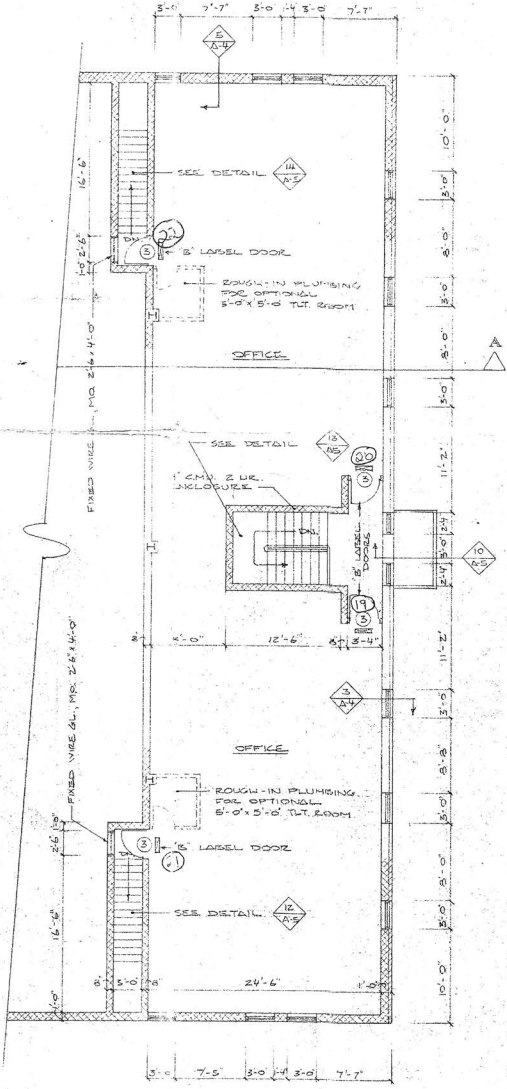 3'-0" 7'-7" 3'-0" 1'-4" 3'-0" 7'-7"
5
A-4
10'-0"
16'-6"
SEE DETAIL 14
A-5
3'-0"
DN.
3
"B" LABEL DOOR
8'-0"
1'-0" 2'-6"
ROUGH-IN PLUMBING
FOR OPTIONAL
5'-0" x 5'-0" TLT. ROOM
3'-0"
FIXED WIRE GL., M.O. 2'-6" x 4'-0"
OFFICE
8'-0"
A
3'-0"
SEE DETAIL 13
A-5
20
3
11'-2"
C.M.U. 2 HR.
ENCLOSURE
DN.
"B" LABEL
DOORS
2'-4"
3'-0"
2'-4"
10
A-5
19
3
8" 12'-6" 8" 3'-4"
11'-2"
FIXED WIRE GL., M.O. 2'-6" x 4'-0"
3
A-4
3'-0"
OFFICE
8'-8"
ROUGH-IN PLUMBING
FOR OPTIONAL
5'-0" x 5'-0" TLT. ROOM
3'-0"
1'-0"
2'-6"
3
"B" LABEL DOOR
DN
8'-0"
SEE DETAIL 12
A-5
3'-0"
16'-6"
8" 3'-0" 8" 24'-6" 1'-0"
10'-0"
3'-0" 7'-5" 3'-0" 1'-4" 3'-0" 7'-7"